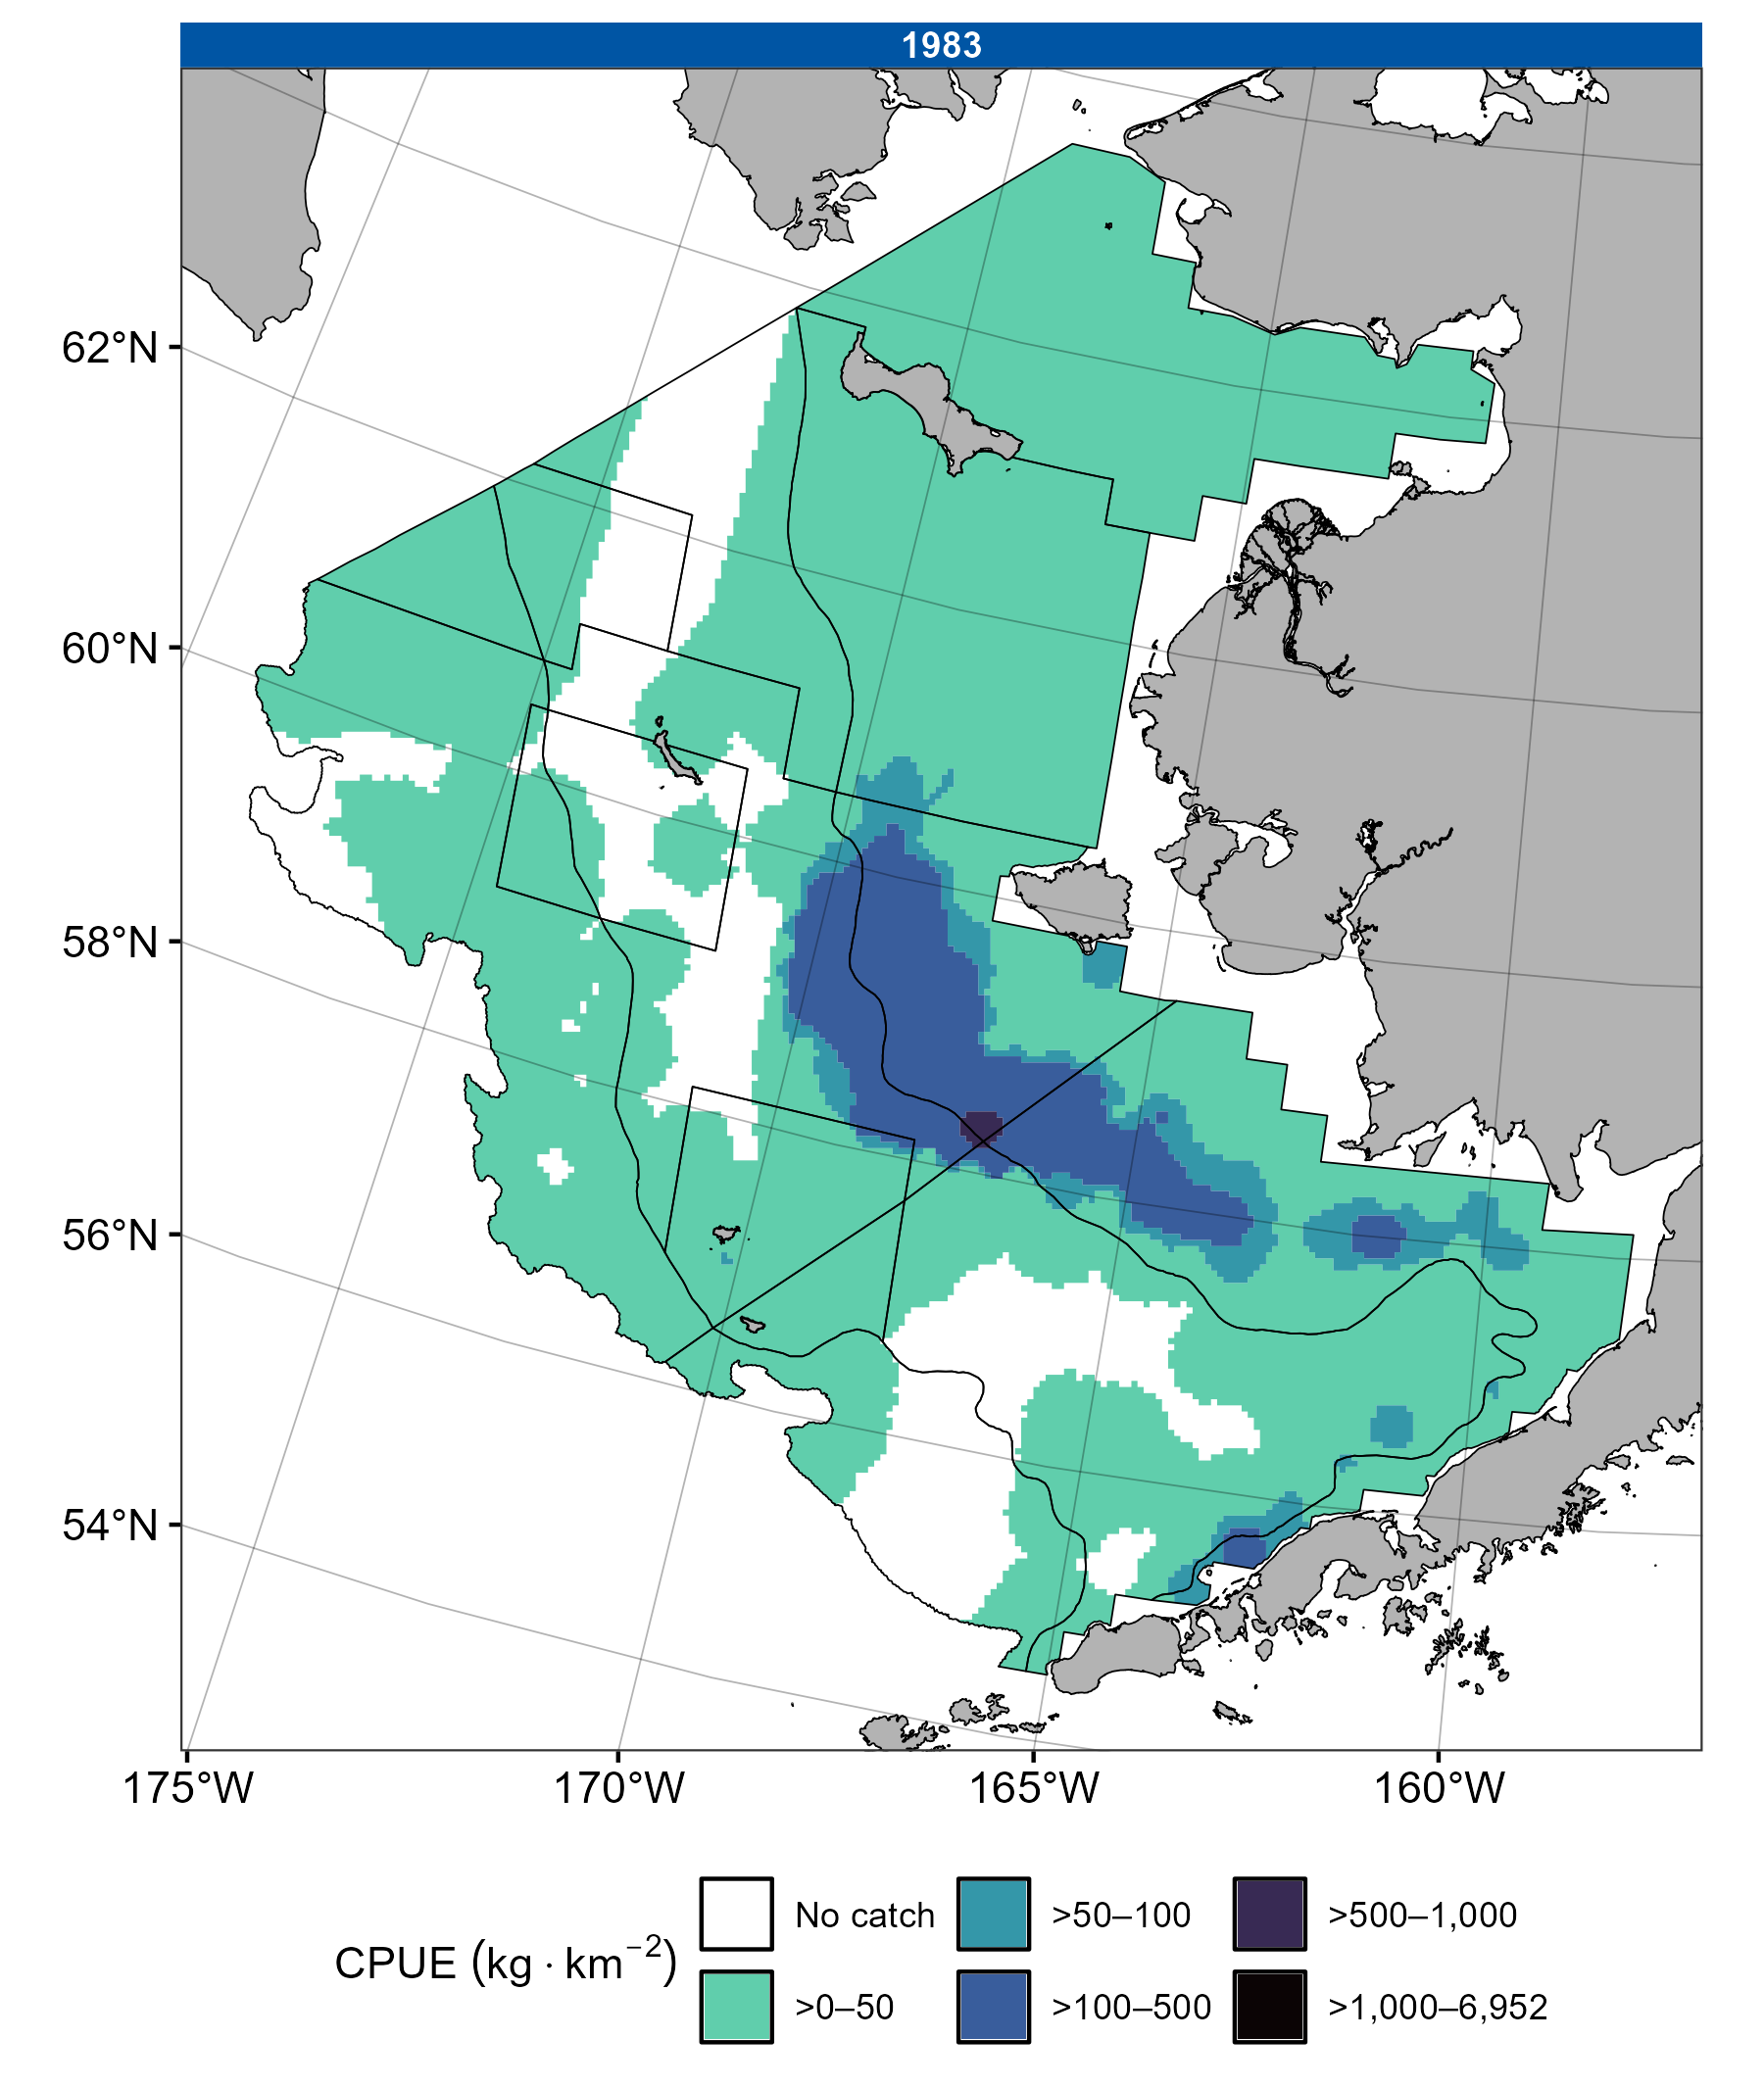 1983
62°N
60°N
58°N
56°N
54°N
175°W 170°W 165°W 160°W
CPUE (kg · km⁻²)
No catch >50–100 >500–1,000
>0–50 >100–500 >1,000–6,952